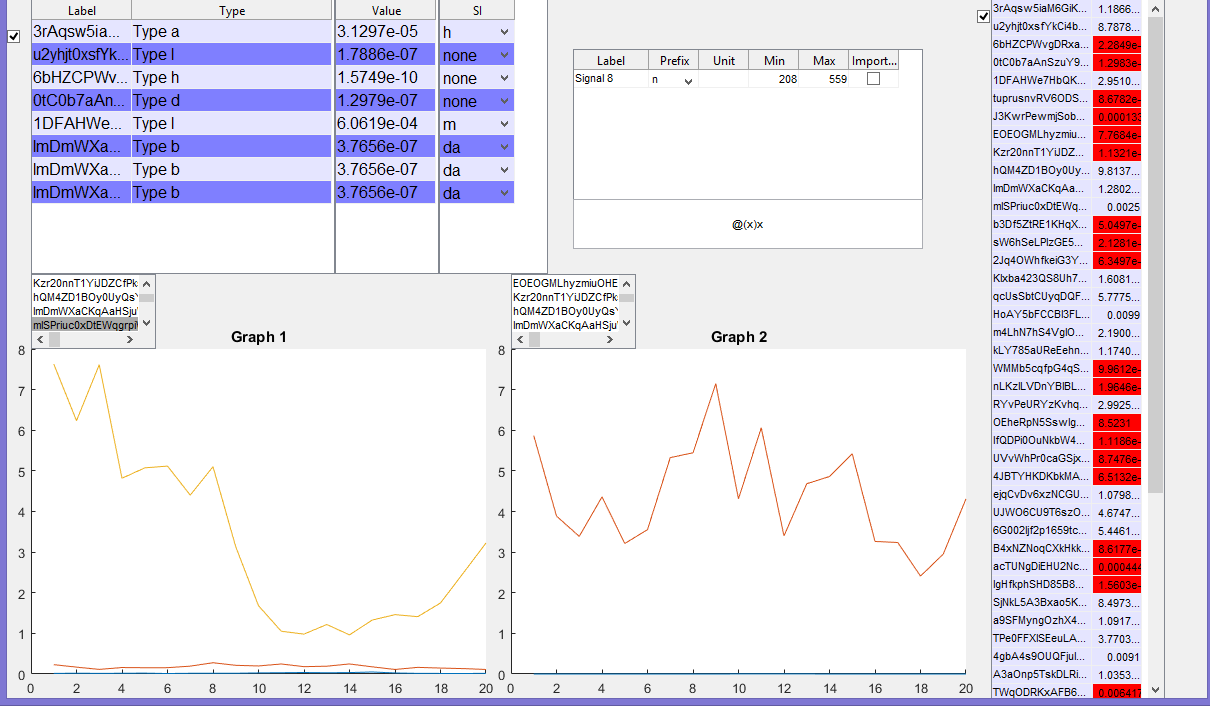 Label Type Value SI
3rAqsw5ia... Type a 3.1297e-05 h
u2yhjt0xsfYk... Type l 1.7886e-07 none
6bHZCPWv... Type h 1.5749e-10 none
0tC0b7aAn... Type d 1.2979e-07 none
1DFAHWe... Type l 6.0619e-04 m
lmDmWXa... Type b 3.7656e-07 da
lmDmWXa... Type b 3.7656e-07 da
lmDmWXa... Type b 3.7656e-07 da
Label Prefix Unit Min Max Import...
Signal 8 n 208 559
@(x)x
Kzr20nnT1YiJDZCfPk
hQM4ZD1BOy0UyQs
lmDmWXaCKqAaHSju
mlSPriuc0xDtEWqgrpi
Graph 1
8
7
6
5
4
3
2
1
0
0 2 4 6 8 10 12 14 16 18 20
EOEOGMLhyzmiuOHE
Kzr20nnT1YiJDZCfPk
hQM4ZD1BOy0UyQs
lmDmWXaCKqAaHSju
Graph 2
8
7
6
5
4
3
2
1
0
0 2 4 6 8 10 12 14 16 18 20
3rAqsw5iaM6GiK... 1.1866...
u2yhjt0xsfYkCi4b... 8.7878...
6bHZCPWvgDRxa... 2.2849e-
0tC0b7aAnSzuY9... 1.2983e-
1DFAHWe7HbQK... 2.9510...
tuprusnvRV6ODS... 8.6782e-
J3KwrPewmjSob... 0.000133
EOEOGMLhyzmiu... 7.7684e-
Kzr20nnT1YiJDZ... 1.1321e-
hQM4ZD1BOy0Uy... 9.8137...
lmDmWXaCKqAa... 1.2802...
mlSPriuc0xDtEWq... 0.0025
b3Df5ZtRE1KHqX... 5.0497e-
sW6hSeLPlzGE5... 2.1281e-
2Jq4OWhfkeiG3Y... 6.3497e-
Klxba423QS8Uh7... 1.6081...
qcUsSbtCUyqDQF... 5.7775...
HoAY5bFCCBl3FL... 0.0099
m4LhN7hS4VglO... 2.1900...
kLY785aUReEehn... 1.1740...
WMMb5cqfpG4qS... 9.9612e-
nLKzlLVDnYBlBL... 1.9646e-
RYvPeURYzKvhq... 2.9925...
OEheRpN5SswIg... 8.5231
lfQDPi0OuNkbW4... 1.1186e-
UVvWhPr0caGSjx... 8.7476e-
4JBTYHKDKbkMA... 6.5132e-
ejqCvDv6xzNCGU... 1.0798...
UJWO6CU9T6szO... 4.6747...
6G002ljf2p1659tc... 5.4461...
B4xNZNoqCXkHkk... 8.6177e-
acTUNgDiEHU2Nc... 0.000444
lgHfkphSHD85B8... 1.5603e-
SjNkL5A3Bxao5K... 8.4973...
a9SFMyngOzhX4... 1.0917...
TPe0FFXlSEeuLA... 3.7703...
4gbA4s9OUQFjul... 0.0091
A3aOnp5TskDLRi... 1.0353...
TWqODRKxAFB6... 0.006417